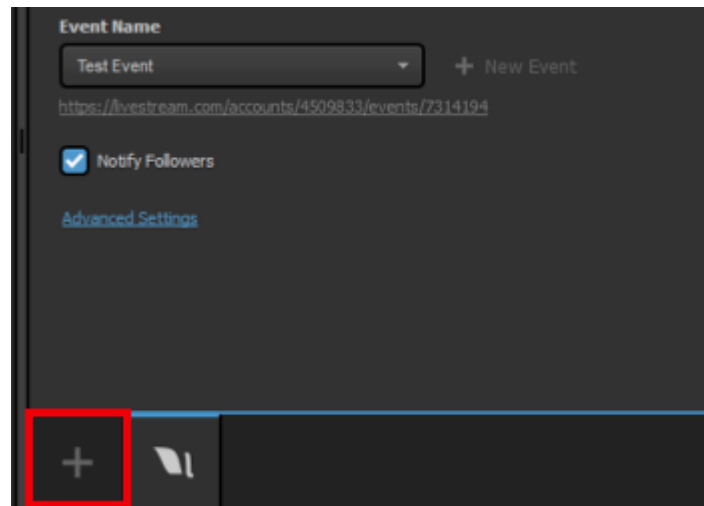 Event Name
Test Event
+ New Event
https://livestream.com/accounts/4509833/events/7314194
Notify Followers
Advanced Settings